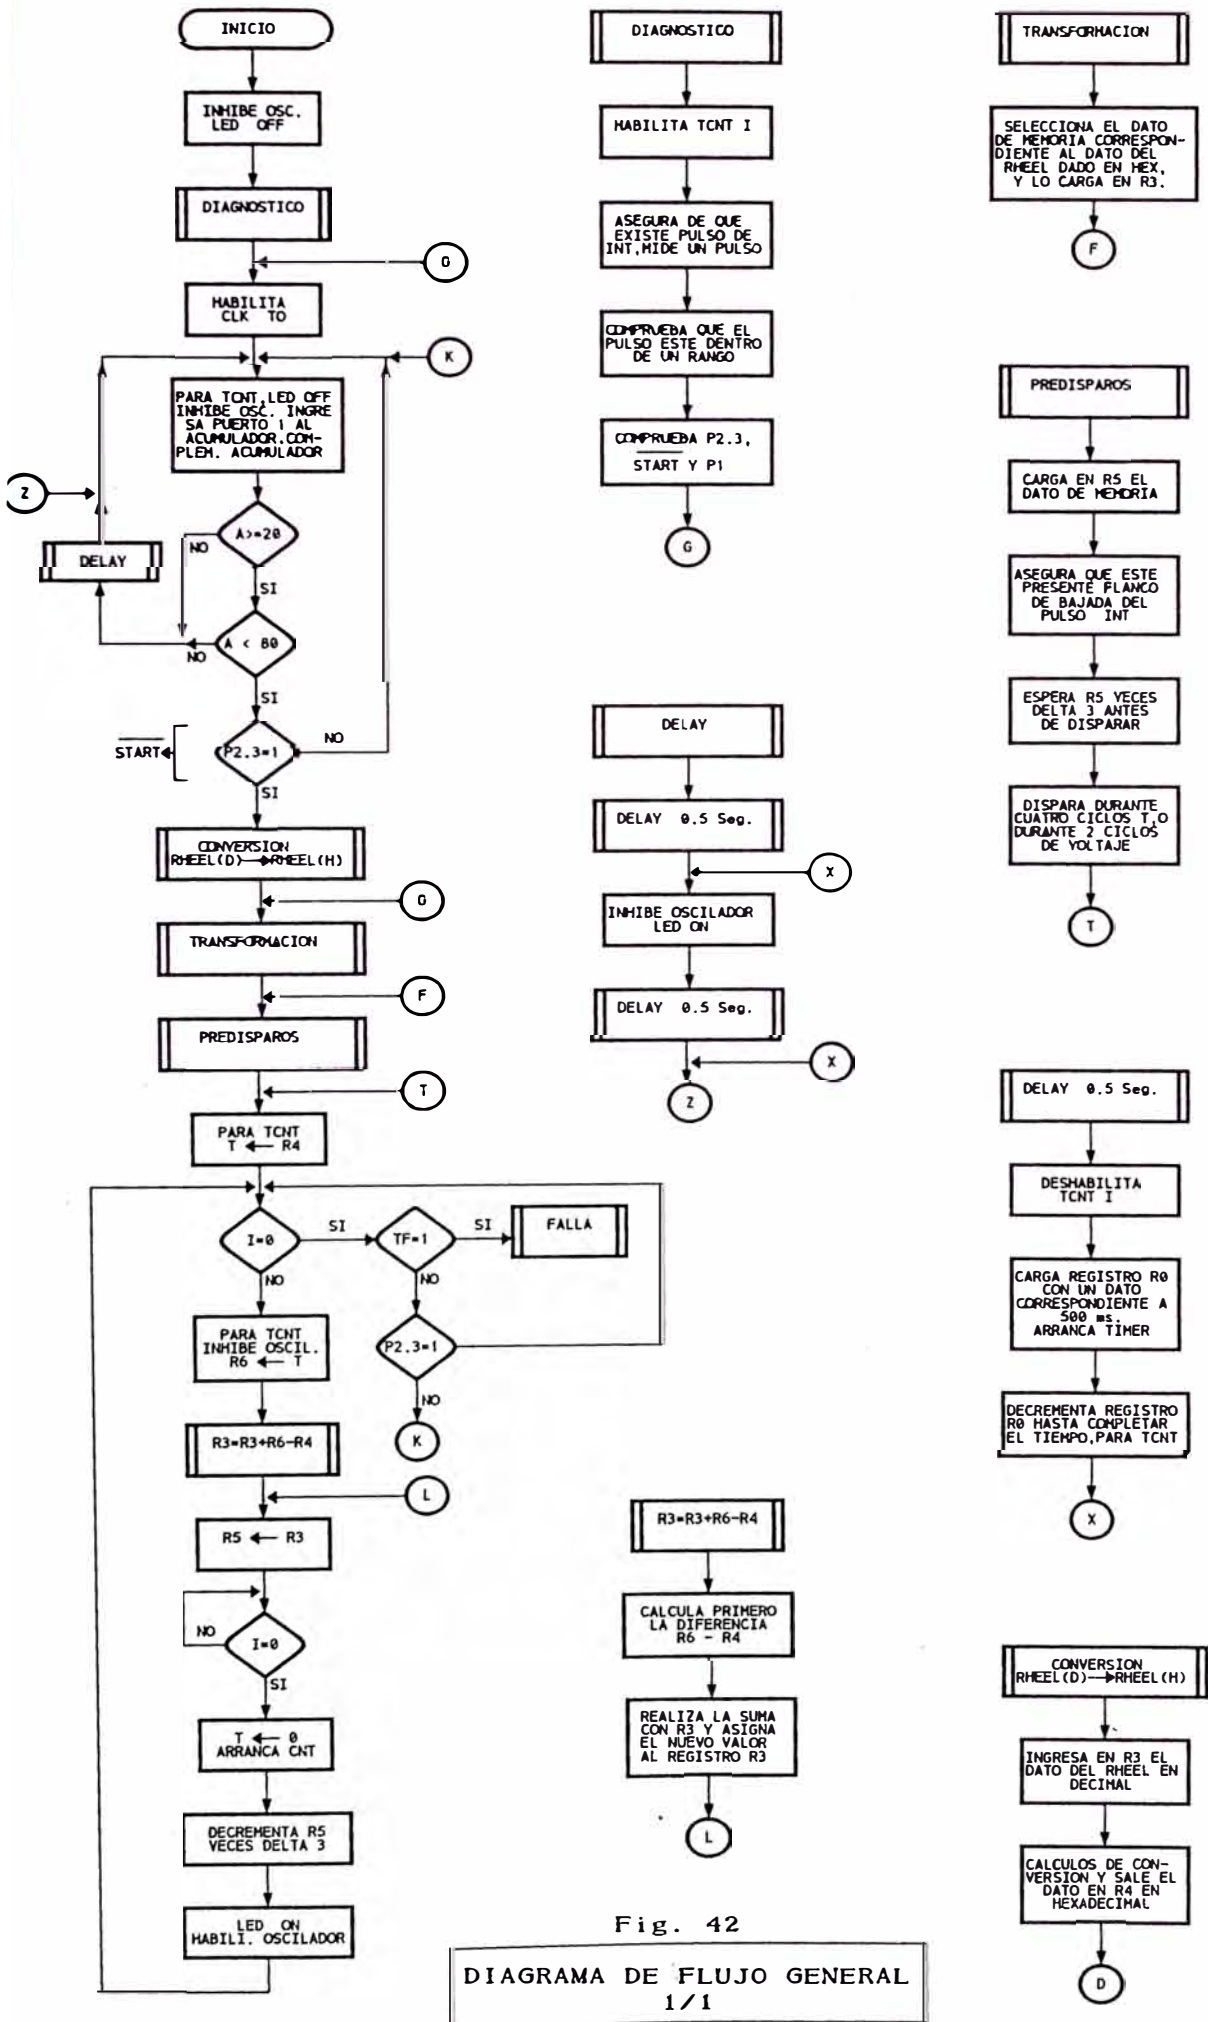 INICIO
INHIBE OSC.
LED OFF
DIAGNOSTICO
G
HABILITA
CLK TO
K
PARA TCNT,LED OFF
INHIBE OSC. INGRE
SA PUERTO 1 AL
ACUMULADOR,COM-
PLEM. ACUMULADOR
Z
A>=20
NO
DELAY
SI
A < 80
NO
SI
START
P2.3=1
NO
SI
CONVERSION
RHEEL(D)→RHEEL(H)
G
TRANSFORMACION
F
PREDISPAROS
T
PARA TCNT
T ← R4
I=0
SI
TF=1
SI
FALLA
NO
NO
PARA TCNT
INHIBE OSCIL.
R6 ← T
P2.3=1
NO
K
R3=R3+R6-R4
L
R5 ← R3
NO
I=0
SI
T ← 0
ARRANCA CNT
DECREMENTA R5
VECES DELTA 3
LED ON
HABILI. OSCILADOR
DIAGNOSTICO
HABILITA TCNT I
ASEGURA DE QUE
EXISTE PULSO DE
INT,MIDE UN PULSO
COMPRUEBA QUE EL
PULSO ESTE DENTRO
DE UN RANGO
COMPRUEBA P2.3,
START Y P1
G
DELAY
DELAY 0.5 Seg.
X
INHIBE OSCILADOR
LED ON
DELAY 0.5 Seg.
X
Z
R3=R3+R6-R4
CALCULA PRIMERO
LA DIFERENCIA
R6 - R4
REALIZA LA SUMA
CON R3 Y ASIGNA
EL NUEVO VALOR
AL REGISTRO R3
L
TRANSFORMACION
SELECCIONA EL DATO
DE MEMORIA CORRESPON-
DIENTE AL DATO DEL
RHEEL DADO EN HEX,
Y LO CARGA EN R3.
F
PREDISPAROS
CARGA EN R5 EL
DATO DE MEMORIA
ASEGURA QUE ESTE
PRESENTE FLANCO
DE BAJADA DEL
PULSO INT
ESPERA R5 VECES
DELTA 3 ANTES
DE DISPARAR
DISPARA DURANTE
CUATRO CICLOS T,O
DURANTE 2 CICLOS
DE VOLTAJE
T
DELAY 0.5 Seg.
DESHABILITA
TCNT I
CARGA REGISTRO R0
CON UN DATO
CORRESPONDIENTE A
500 ms.
ARRANCA TIMER
DECREMENTA REGISTRO
R0 HASTA COMPLETAR
EL TIEMPO,PARA TCNT
X
CONVERSION
RHEEL(D)→RHEEL(H)
INGRESA EN R3 EL
DATO DEL RHEEL EN
DECIMAL
CALCULOS DE CON-
VERSION Y SALE EL
DATO EN R4 EN
HEXADECIMAL
D
Fig. 42
DIAGRAMA DE FLUJO GENERAL
1/1